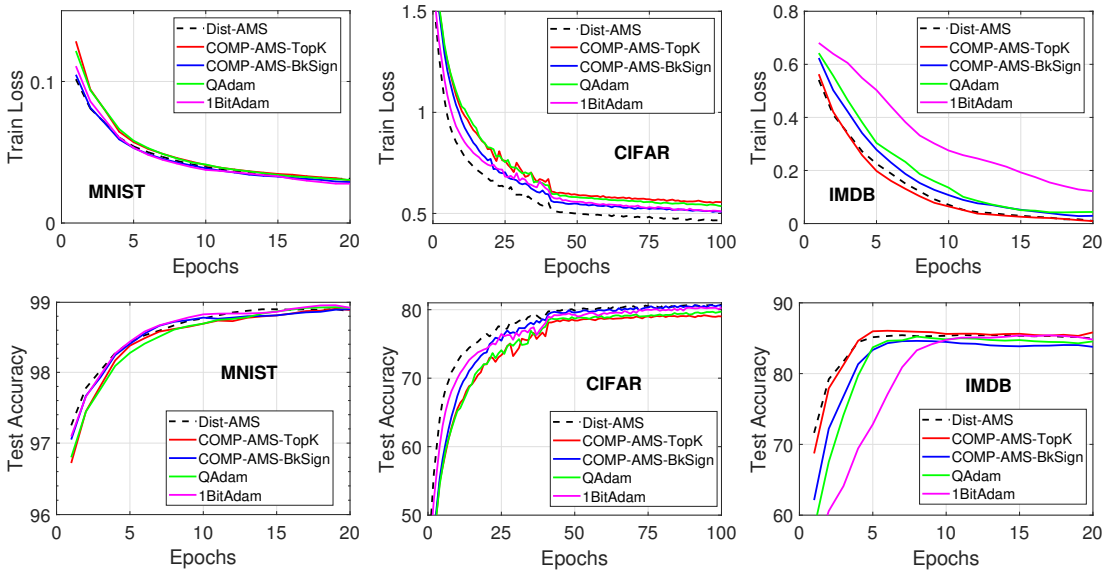 Train Loss
0.1
0
0 5 10 15 20
Epochs
MNIST
Dist-AMS
COMP-AMS-TopK
COMP-AMS-BkSign
QAdam
1BitAdam
Train Loss
1.5
1
0.5
0 25 50 75 100
Epochs
CIFAR
Dist-AMS
COMP-AMS-TopK
COMP-AMS-BkSign
QAdam
1BitAdam
Train Loss
0.8
0.6
0.4
0.2
0
0 5 10 15 20
Epochs
IMDB
Dist-AMS
COMP-AMS-TopK
COMP-AMS-BkSign
QAdam
1BitAdam
Test Accuracy
99
98
97
96
0 5 10 15 20
Epochs
MNIST
Dist-AMS
COMP-AMS-TopK
COMP-AMS-BkSign
QAdam
1BitAdam
Test Accuracy
80
70
60
50
0 25 50 75 100
Epochs
CIFAR
Dist-AMS
COMP-AMS-TopK
COMP-AMS-BkSign
QAdam
1BitAdam
Test Accuracy
90
85
80
75
70
65
60
0 5 10 15 20
Epochs
IMDB
Dist-AMS
COMP-AMS-TopK
COMP-AMS-BkSign
QAdam
1BitAdam